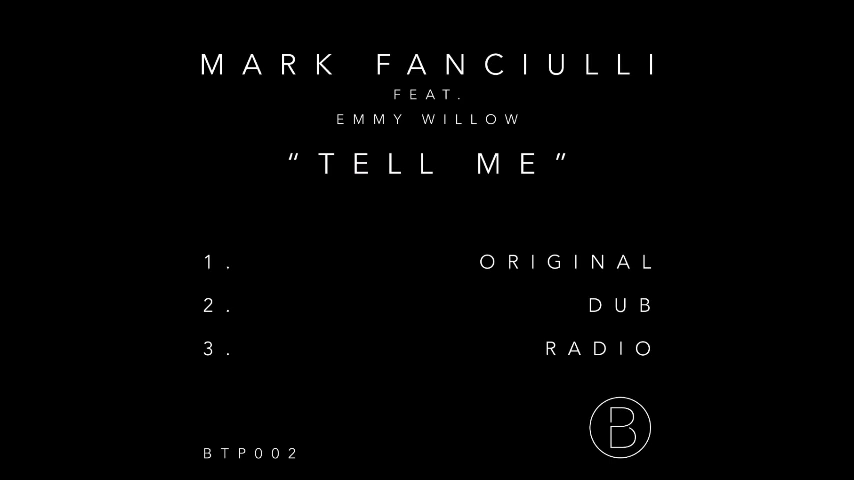 MARK FANCIULLI
FEAT.
EMMY WILLOW
“TELL ME”
1. ORIGINAL
2. DUB
3. RADIO
B
BTP002